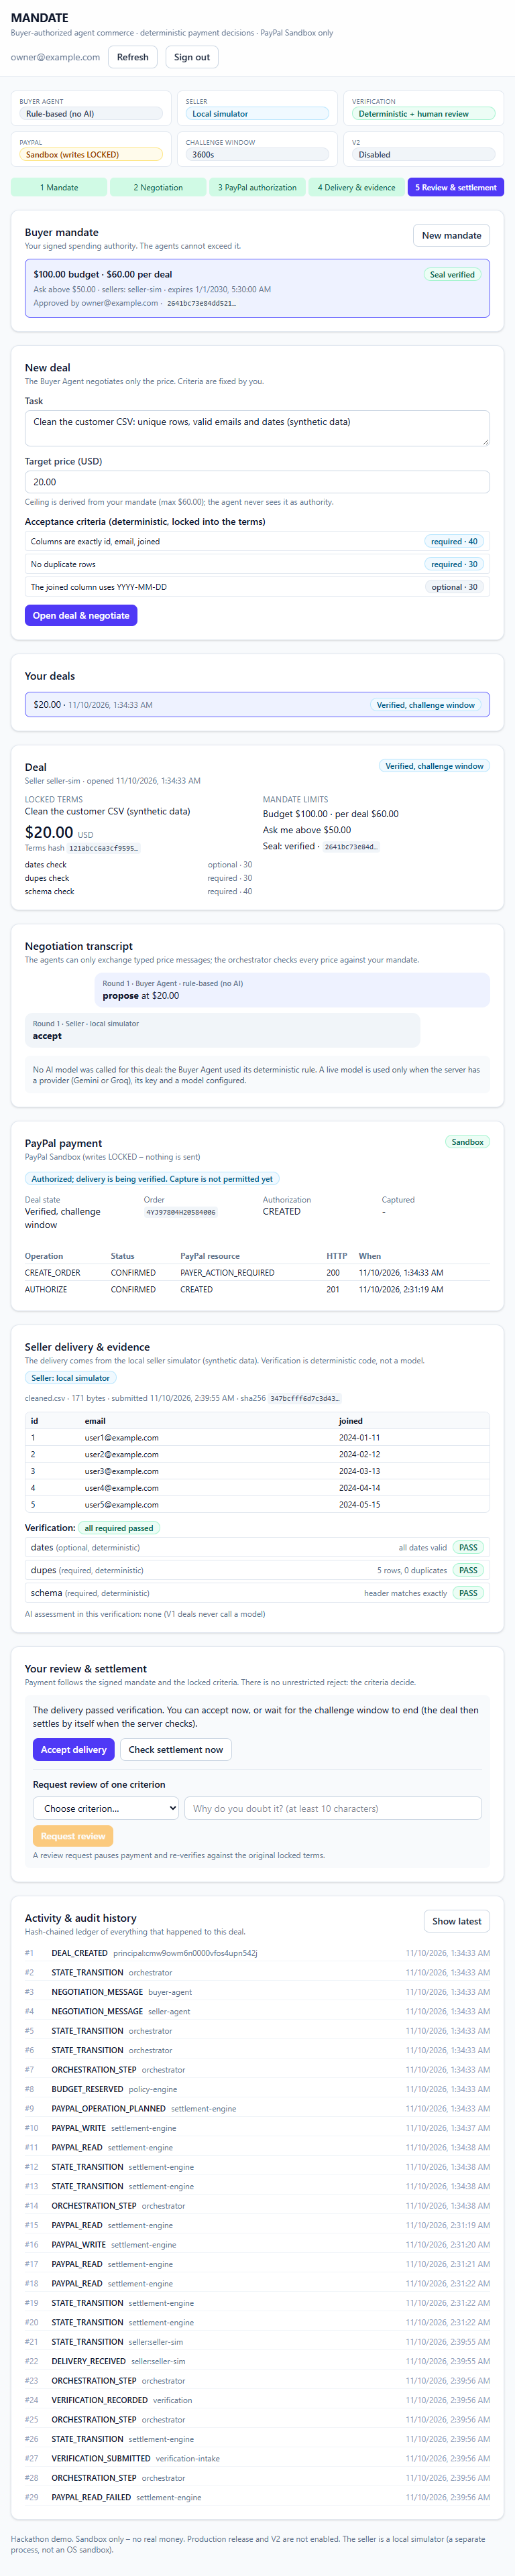 MANDATE
Buyer-authorized agent commerce · deterministic payment decisions · PayPal Sandbox only
owner@example.com Refresh Sign out
BUYER AGENT
Rule-based (no AI)
SELLER
Local simulator
VERIFICATION
Deterministic + human review
PAYPAL
Sandbox (writes LOCKED)
CHALLENGE WINDOW
3600s
V2
Disabled
1 Mandate 2 Negotiation 3 PayPal authorization 4 Delivery & evidence 5 Review & settlement
Buyer mandate
Your signed spending authority. The agents cannot exceed it.
New mandate
$100.00 budget · $60.00 per deal Seal verified
Ask above $50.00 · sellers: seller-sim · expires 1/1/2030, 5:30:00 AM
Approved by owner@example.com · 2641bc73e84dd521…
New deal
The Buyer Agent negotiates only the price. Criteria are fixed by you.
Task
Clean the customer CSV: unique rows, valid emails and dates (synthetic data)
Target price (USD)
20.00
Ceiling is derived from your mandate (max $60.00); the agent never sees it as authority.
Acceptance criteria (deterministic, locked into the terms)
Columns are exactly id, email, joined required · 40
No duplicate rows required · 30
The joined column uses YYYY-MM-DD optional · 30
Open deal & negotiate
Your deals
$20.00 · 11/10/2026, 1:34:33 AM Verified, challenge window
Deal Verified, challenge window
Seller seller-sim · opened 11/10/2026, 1:34:33 AM
LOCKED TERMS
Clean the customer CSV (synthetic data)
$20.00 USD
Terms hash 121abcc6a3cf9595…
dates check optional · 30
dupes check required · 30
schema check required · 40
MANDATE LIMITS
Budget $100.00 · per deal $60.00
Ask me above $50.00
Seal: verified · 2641bc73e84d…
Negotiation transcript
The agents can only exchange typed price messages; the orchestrator checks every price against your mandate.
Round 1 · Buyer Agent · rule-based (no AI)
propose at $20.00
Round 1 · Seller · local simulator
accept
No AI model was called for this deal: the Buyer Agent used its deterministic rule. A live model is used only when the server has
a provider (Gemini or Groq), its key and a model configured.
PayPal payment Sandbox
PayPal Sandbox (writes LOCKED – nothing is sent)
Authorized; delivery is being verified. Capture is not permitted yet
Deal state
Verified, challenge
window
Order
4YJ97804H20584006
Authorization
CREATED
Captured
-
Operation Status PayPal resource HTTP When
CREATE_ORDER CONFIRMED PAYER_ACTION_REQUIRED 200 11/10/2026, 1:34:33 AM
AUTHORIZE CONFIRMED CREATED 201 11/10/2026, 2:31:19 AM
Seller delivery & evidence
The delivery comes from the local seller simulator (synthetic data). Verification is deterministic code, not a model.
Seller: local simulator
cleaned.csv · 171 bytes · submitted 11/10/2026, 2:39:55 AM · sha256 347bcfff6d7c3d43…
id email joined
1 user1@example.com 2024-01-11
2 user2@example.com 2024-02-12
3 user3@example.com 2024-03-13
4 user4@example.com 2024-04-14
5 user5@example.com 2024-05-15
Verification: all required passed
dates (optional, deterministic) all dates valid PASS
dupes (required, deterministic) 5 rows, 0 duplicates PASS
schema (required, deterministic) header matches exactly PASS
AI assessment in this verification: none (V1 deals never call a model)
Your review & settlement
Payment follows the signed mandate and the locked criteria. There is no unrestricted reject: the criteria decide.
The delivery passed verification. You can accept now, or wait for the challenge window to end (the deal then
settles by itself when the server checks).
Accept delivery Check settlement now
Request review of one criterion
Choose criterion... Why do you doubt it? (at least 10 characters)
Request review
A review request pauses payment and re-verifies against the original locked terms.
Activity & audit history Show latest
Hash-chained ledger of everything that happened to this deal.
#1 DEAL_CREATED principal:cmw9owm6n0000vfos4upn542j 11/10/2026, 1:34:33 AM
#2 STATE_TRANSITION orchestrator 11/10/2026, 1:34:33 AM
#3 NEGOTIATION_MESSAGE buyer-agent 11/10/2026, 1:34:33 AM
#4 NEGOTIATION_MESSAGE seller-agent 11/10/2026, 1:34:33 AM
#5 STATE_TRANSITION orchestrator 11/10/2026, 1:34:33 AM
#6 STATE_TRANSITION orchestrator 11/10/2026, 1:34:33 AM
#7 ORCHESTRATION_STEP orchestrator 11/10/2026, 1:34:33 AM
#8 BUDGET_RESERVED policy-engine 11/10/2026, 1:34:33 AM
#9 PAYPAL_OPERATION_PLANNED settlement-engine 11/10/2026, 1:34:33 AM
#10 PAYPAL_WRITE settlement-engine 11/10/2026, 1:34:37 AM
#11 PAYPAL_READ settlement-engine 11/10/2026, 1:34:38 AM
#12 STATE_TRANSITION settlement-engine 11/10/2026, 1:34:38 AM
#13 STATE_TRANSITION settlement-engine 11/10/2026, 1:34:38 AM
#14 ORCHESTRATION_STEP orchestrator 11/10/2026, 1:34:38 AM
#15 PAYPAL_READ settlement-engine 11/10/2026, 2:31:19 AM
#16 PAYPAL_WRITE settlement-engine 11/10/2026, 2:31:20 AM
#17 PAYPAL_READ settlement-engine 11/10/2026, 2:31:21 AM
#18 PAYPAL_READ settlement-engine 11/10/2026, 2:31:22 AM
#19 STATE_TRANSITION settlement-engine 11/10/2026, 2:31:22 AM
#20 STATE_TRANSITION settlement-engine 11/10/2026, 2:31:22 AM
#21 STATE_TRANSITION seller:seller-sim 11/10/2026, 2:39:55 AM
#22 DELIVERY_RECEIVED seller:seller-sim 11/10/2026, 2:39:55 AM
#23 ORCHESTRATION_STEP orchestrator 11/10/2026, 2:39:56 AM
#24 VERIFICATION_RECORDED verification 11/10/2026, 2:39:56 AM
#25 ORCHESTRATION_STEP orchestrator 11/10/2026, 2:39:56 AM
#26 STATE_TRANSITION settlement-engine 11/10/2026, 2:39:56 AM
#27 VERIFICATION_SUBMITTED verification-intake 11/10/2026, 2:39:56 AM
#28 ORCHESTRATION_STEP orchestrator 11/10/2026, 2:39:56 AM
#29 PAYPAL_READ_FAILED settlement-engine 11/10/2026, 2:39:56 AM
Hackathon demo. Sandbox only – no real money. Production release and V2 are not enabled. The seller is a local simulator (a separate
process, not an OS sandbox).